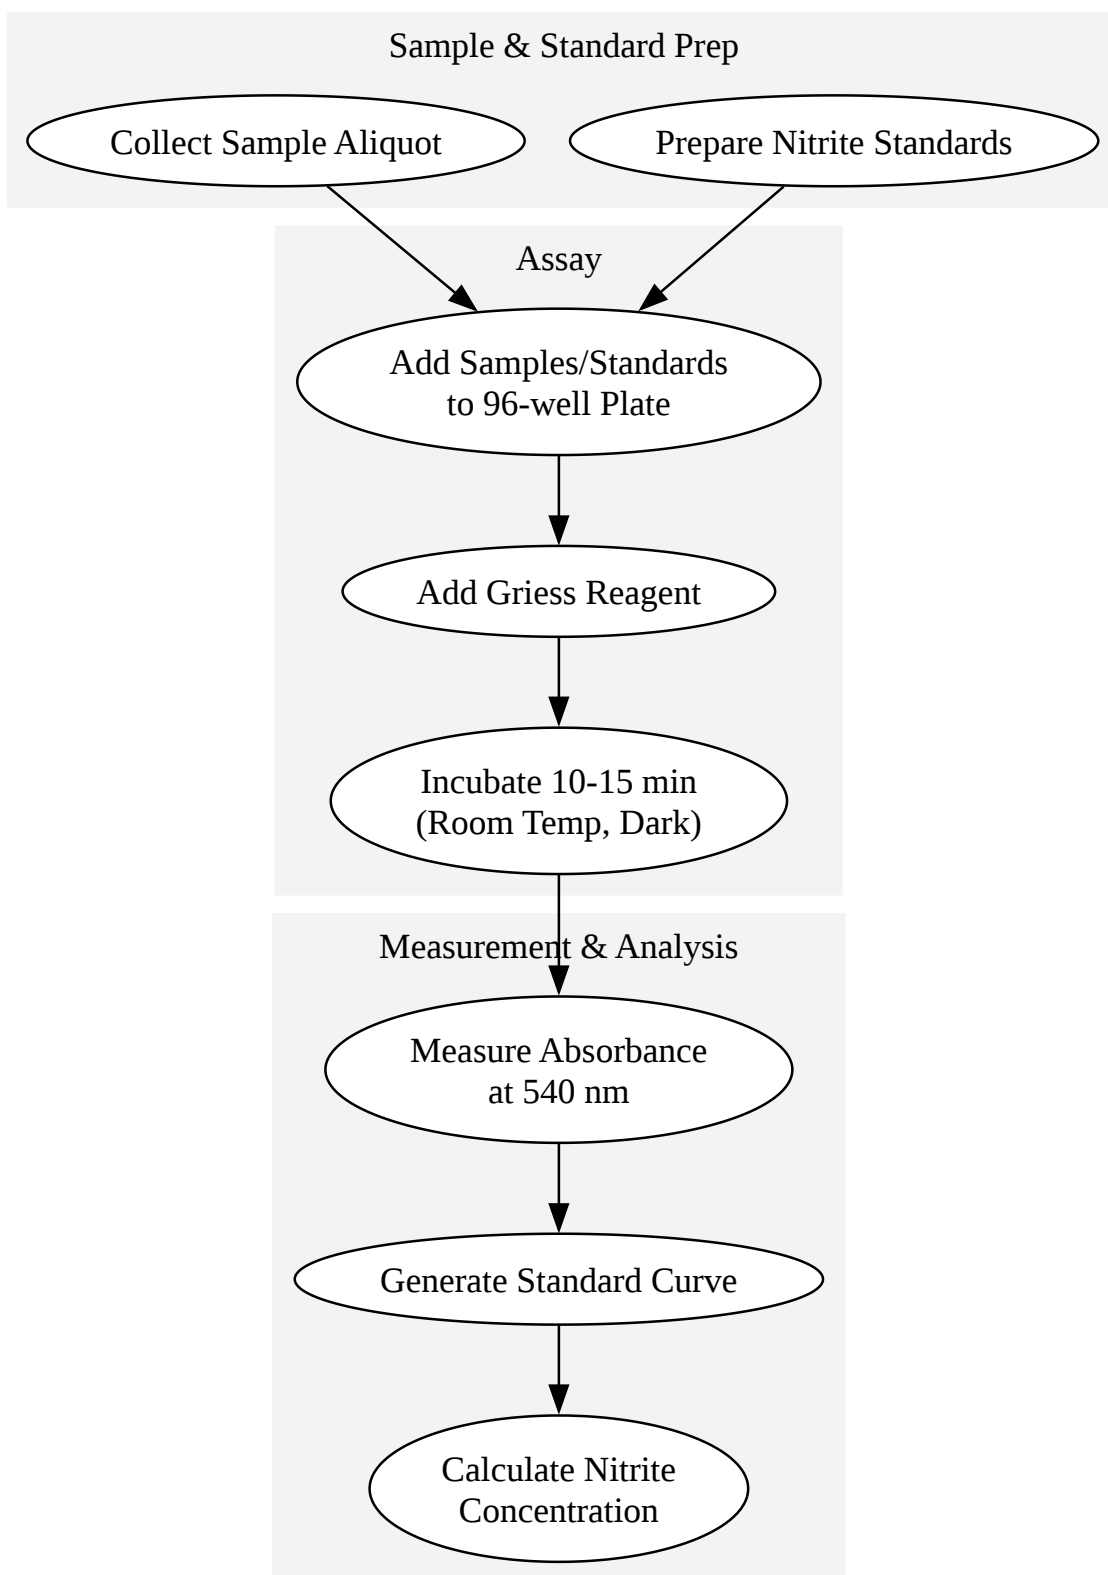 Sample & Standard Prep
Collect Sample Aliquot
Prepare Nitrite Standards
Assay
Add Samples/Standards
to 96-well Plate
Add Griess Reagent
Incubate 10-15 min
(Room Temp, Dark)
Measurement & Analysis
Measure Absorbance
at 540 nm
Generate Standard Curve
Calculate Nitrite
Concentration